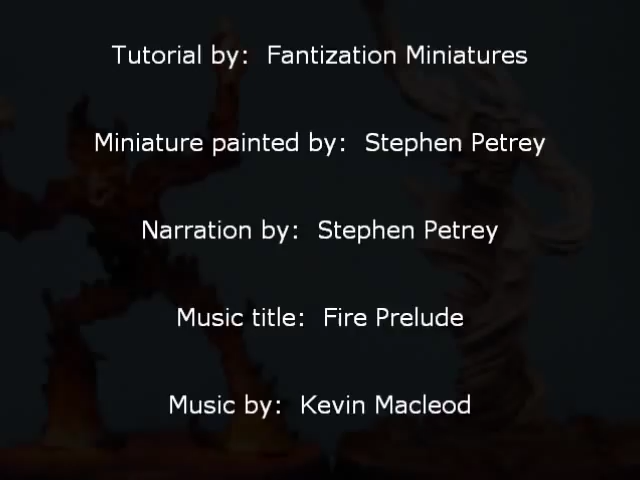 Tutorial by:  Fantization Miniatures
Miniature painted by:  Stephen Petrey
Narration by:  Stephen Petrey
Music title:  Fire Prelude
Music by:  Kevin Macleod